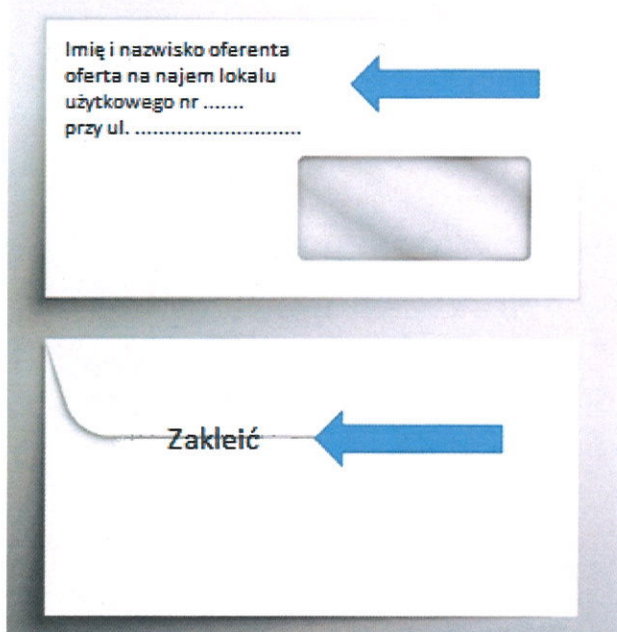 Imię i nazwisko oferenta
oferta na najem lokalu
użytkowego nr .......
przy ul. ............................
Zakleić